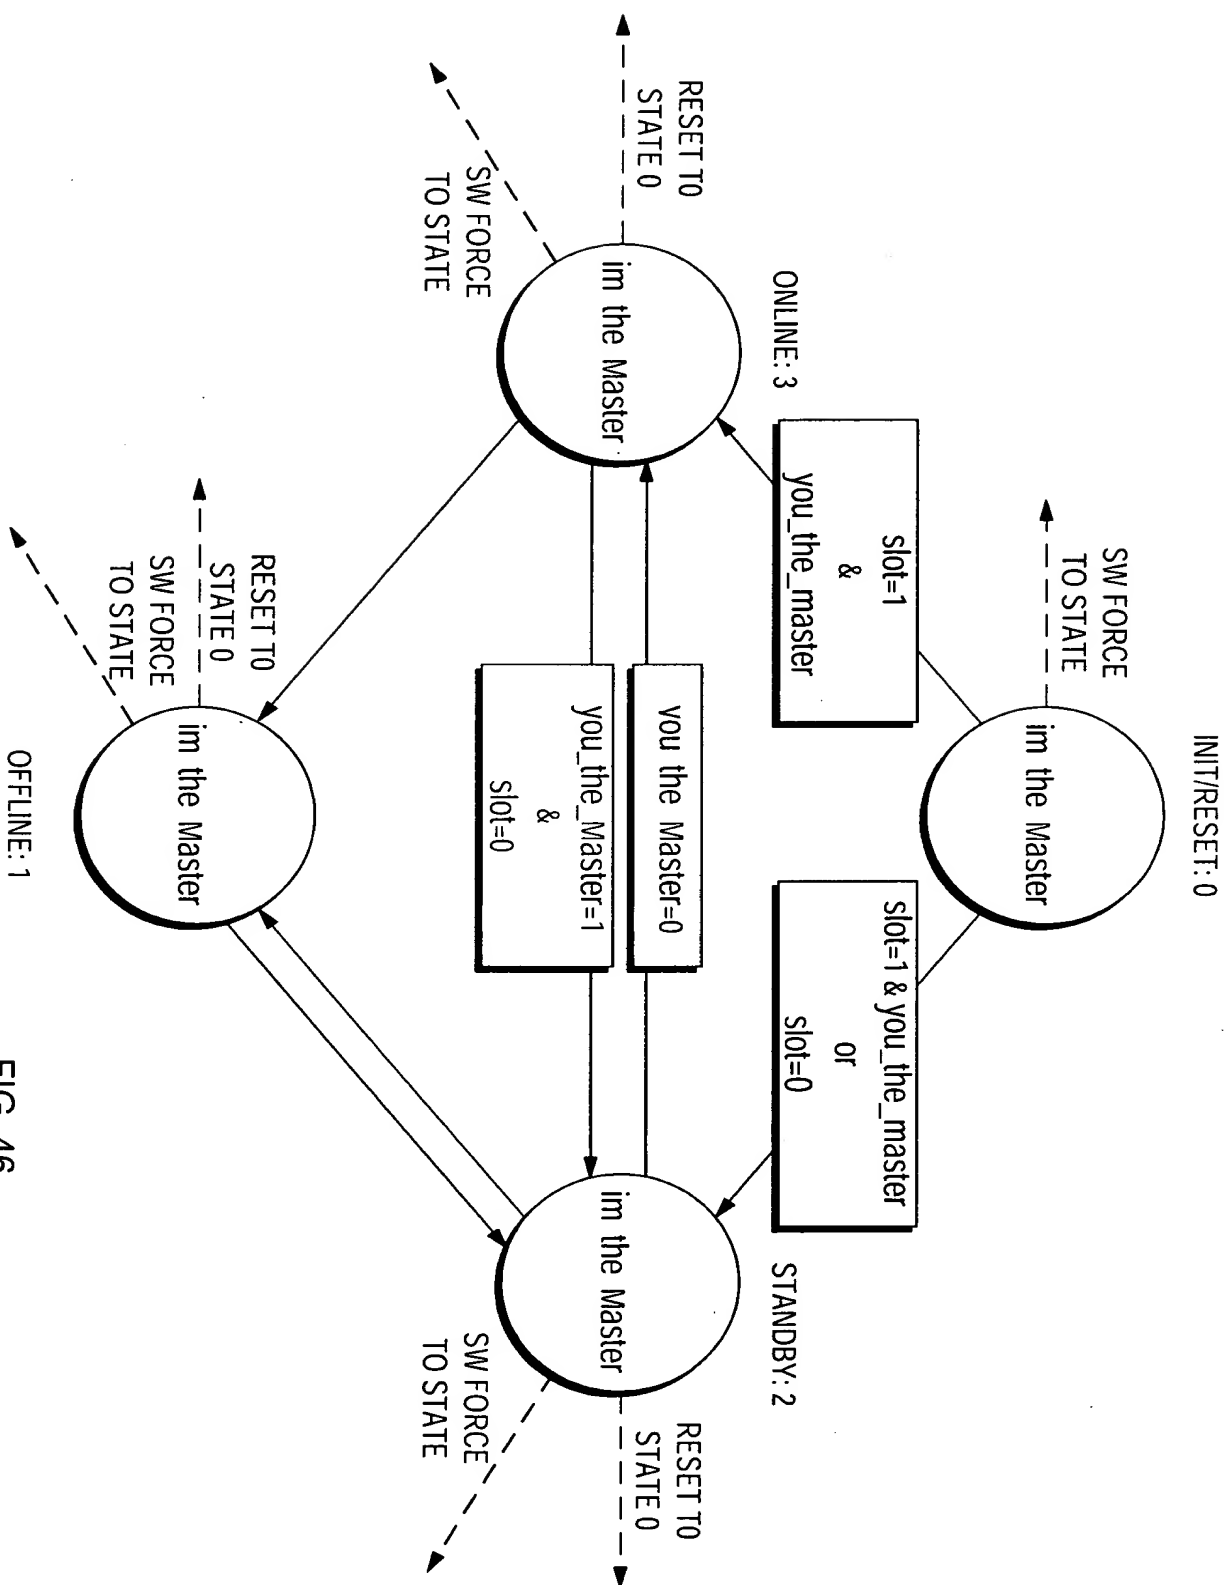 INIT/RESET: 0
im the Master
SW FORCE
TO STATE
slot=1
&
you_the_master
slot=1 & you_the_master
or
slot=0
ONLINE: 3
im the Master
RESET TO
STATE 0
SW FORCE
TO STATE
you the Master=0
you_the_Master=1
&
slot=0
STANDBY: 2
im the Master
RESET TO
STATE 0
SW FORCE
TO STATE
RESET TO
STATE 0
SW FORCE
TO STATE
im the Master
OFFLINE: 1
FIG. 46